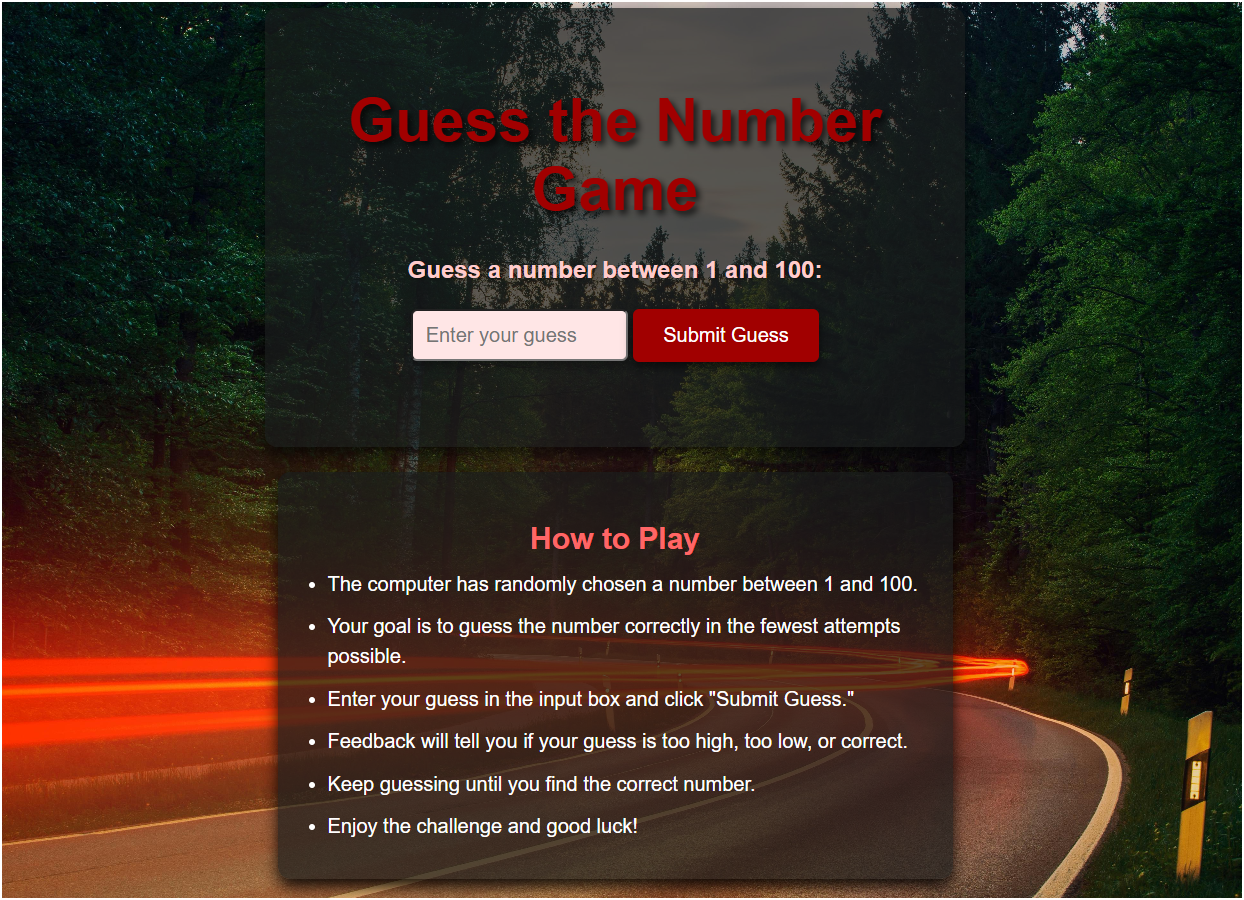 Guess the Number
Game
Guess a number between 1 and 100:
Enter your guess
Submit Guess
How to Play
• The computer has randomly chosen a number between 1 and 100.
• Your goal is to guess the number correctly in the fewest attempts
possible.
• Enter your guess in the input box and click "Submit Guess."
• Feedback will tell you if your guess is too high, too low, or correct.
• Keep guessing until you find the correct number.
• Enjoy the challenge and good luck!